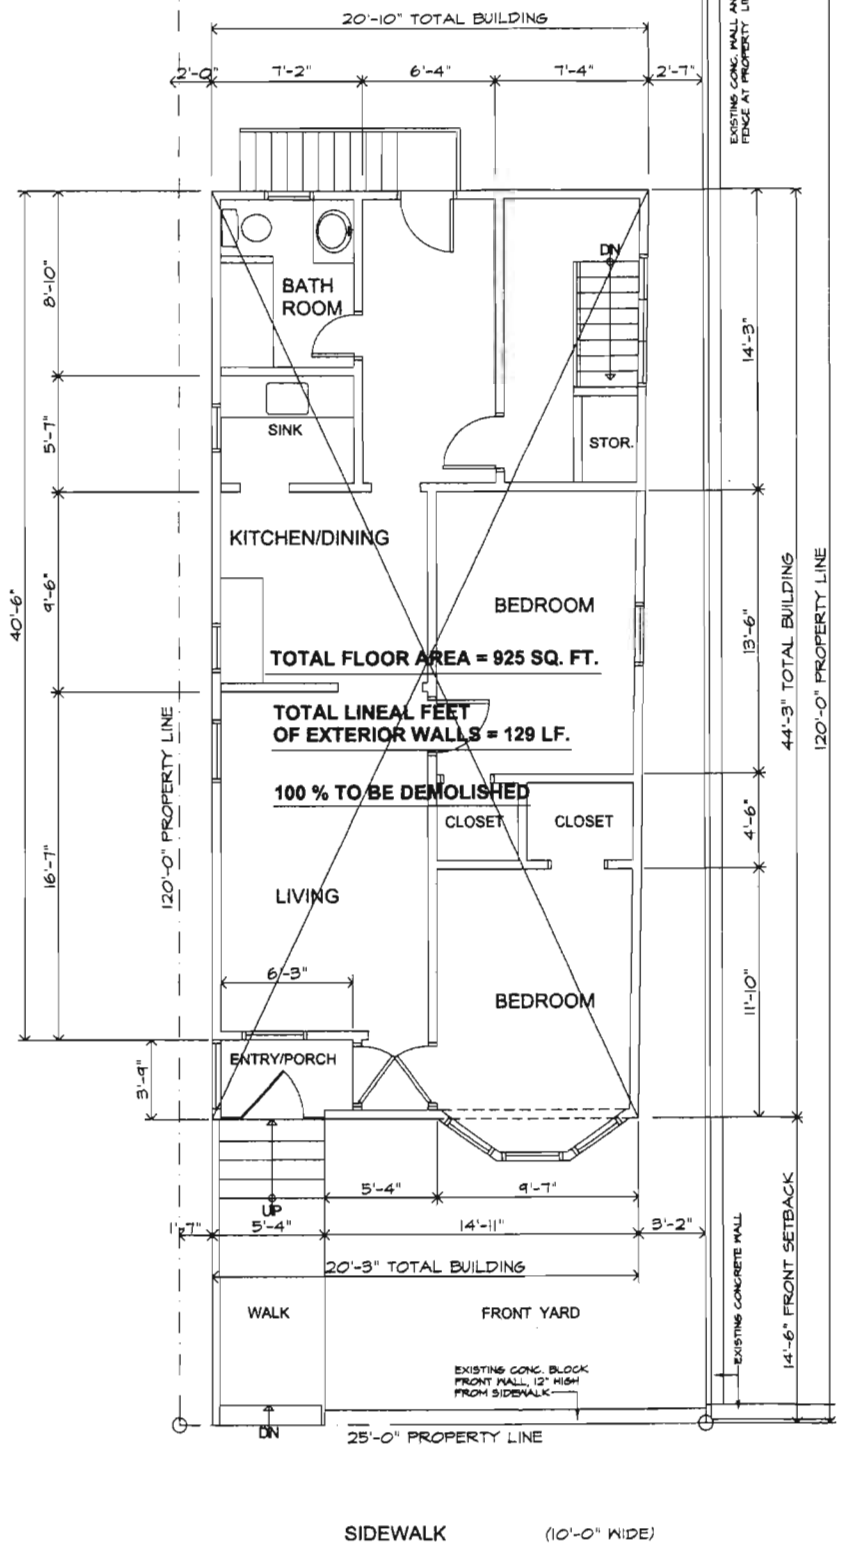 20'-10" TOTAL BUILDING
2'-0"
7'-2"
6'-4"
7'-4"
2'-7"
EXISTING CONC. WALL AN
FENCE AT PROPERTY LI
DN
BATH
ROOM
8'-10"
14'-3"
5'-7"
SINK
STOR.
KITCHEN/DINING
40'-6"
9'-6"
BEDROOM
13'-6"
44'-3" TOTAL BUILDING
120'-0" PROPERTY LINE
TOTAL FLOOR AREA = 925 SQ. FT.
TOTAL LINEAL FEET
OF EXTERIOR WALLS = 129 LF.
100 % TO BE DEMOLISHED
120'-0" PROPERTY LINE
16'-7"
CLOSET
CLOSET
4'-6"
LIVING
6'-3"
BEDROOM
11'-10"
ENTRY/PORCH
3'-9"
UP
5'-4"
9'-7"
1'-7"
5'-4"
14'-11"
3'-2"
20'-3" TOTAL BUILDING
14'-6" FRONT SETBACK
EXISTING CONCRETE WALL
WALK
FRONT YARD
EXISTING CONC. BLOCK
FRONT WALL, 12" HIGH
FROM SIDEWALK
DN
25'-0" PROPERTY LINE
SIDEWALK
(10'-0" WIDE)